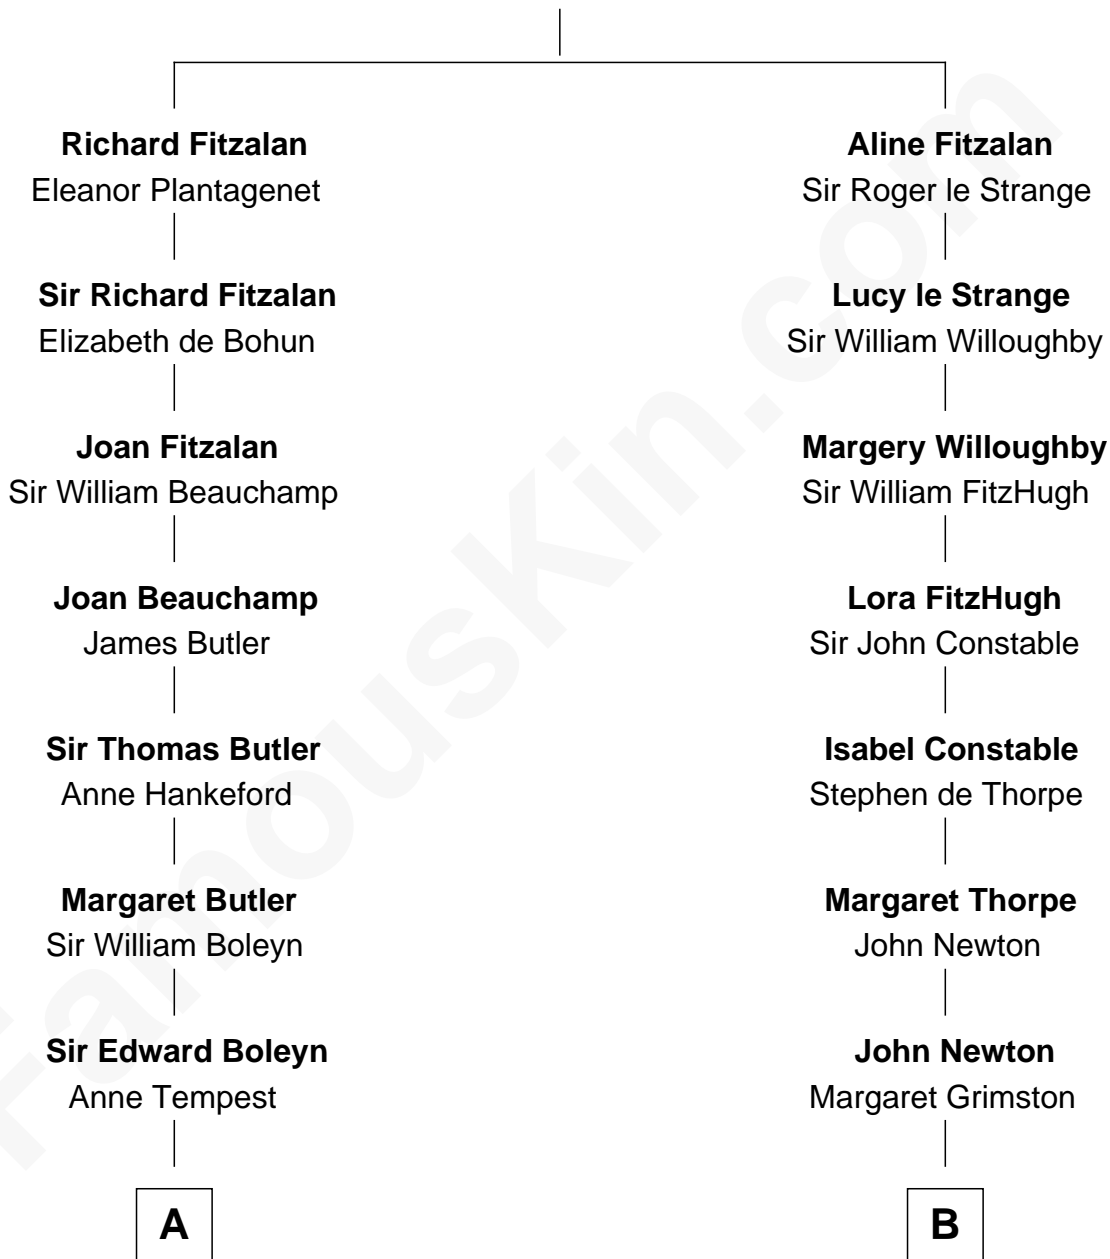 Richard Fitzalan
Eleanor Plantagenet
Aline Fitzalan
Sir Roger le Strange
Sir Richard Fitzalan
Elizabeth de Bohun
Lucy le Strange
Sir William Willoughby
Joan Fitzalan
Sir William Beauchamp
Margery Willoughby
Sir William FitzHugh
Joan Beauchamp
James Butler
Lora FitzHugh
Sir John Constable
Sir Thomas Butler
Anne Hankeford
Isabel Constable
Stephen de Thorpe
Margaret Butler
Sir William Boleyn
Margaret Thorpe
John Newton
Sir Edward Boleyn
Anne Tempest
John Newton
Margaret Grimston
A
B
FamousKin.com